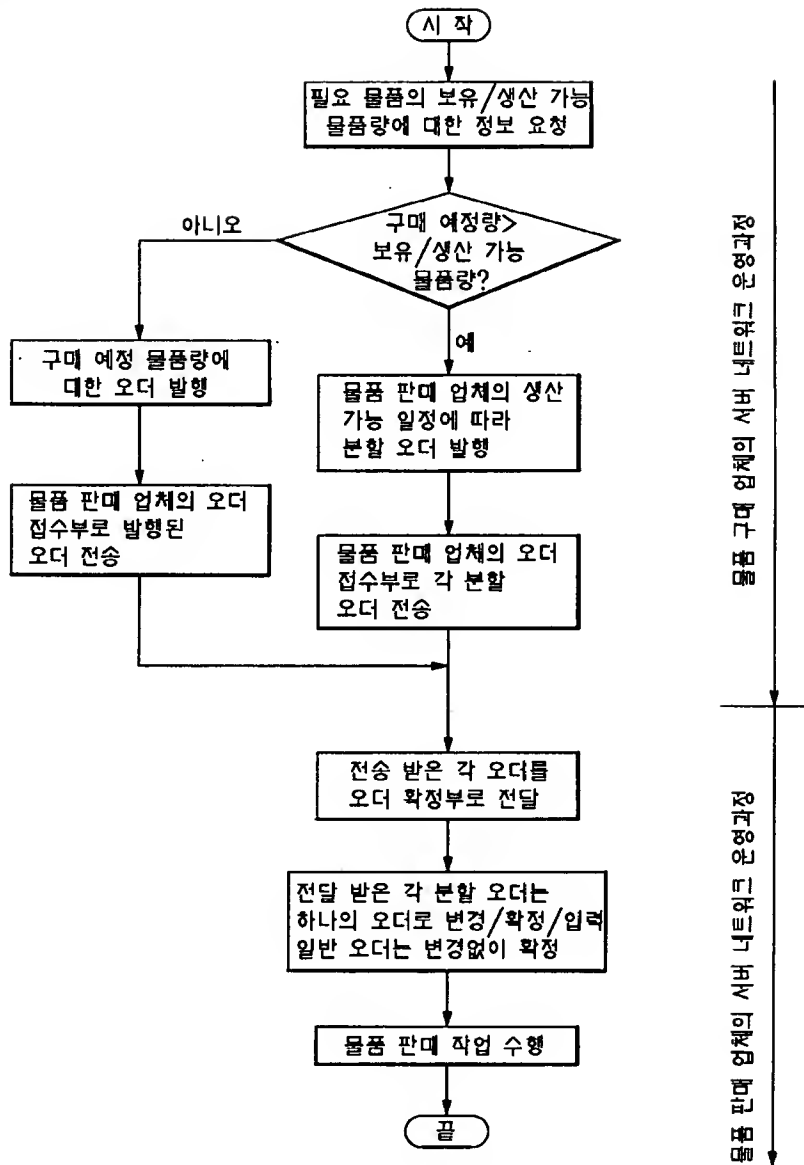 시 작
필요 물품의 보유/생산 가능
물품량에 대한 정보 요청
구매 예정량>
보유/생산 가능
물품량?
아니오
예
구매 예정 물품량에
대한 오더 발행
물품 판매 업체의 오더
접수부로 발행된
오더 전송
물품 판매 업체의 생산
가능 일정에 따라
분할 오더 발행
물품 판매 업체의 오더
접수부로 각 분할
오더 전송
물품 구매 업체의 서버 네트워크 운영과정
전송 받은 각 오더를
오더 확정부로 전달
전달 받은 각 분할 오더는
하나의 오더로 변경/확정/입력
일반 오더는 변경없이 확정
물품 판매 작업 수행
끝
물품 판매 업체의 서버 네트워크 운영과정